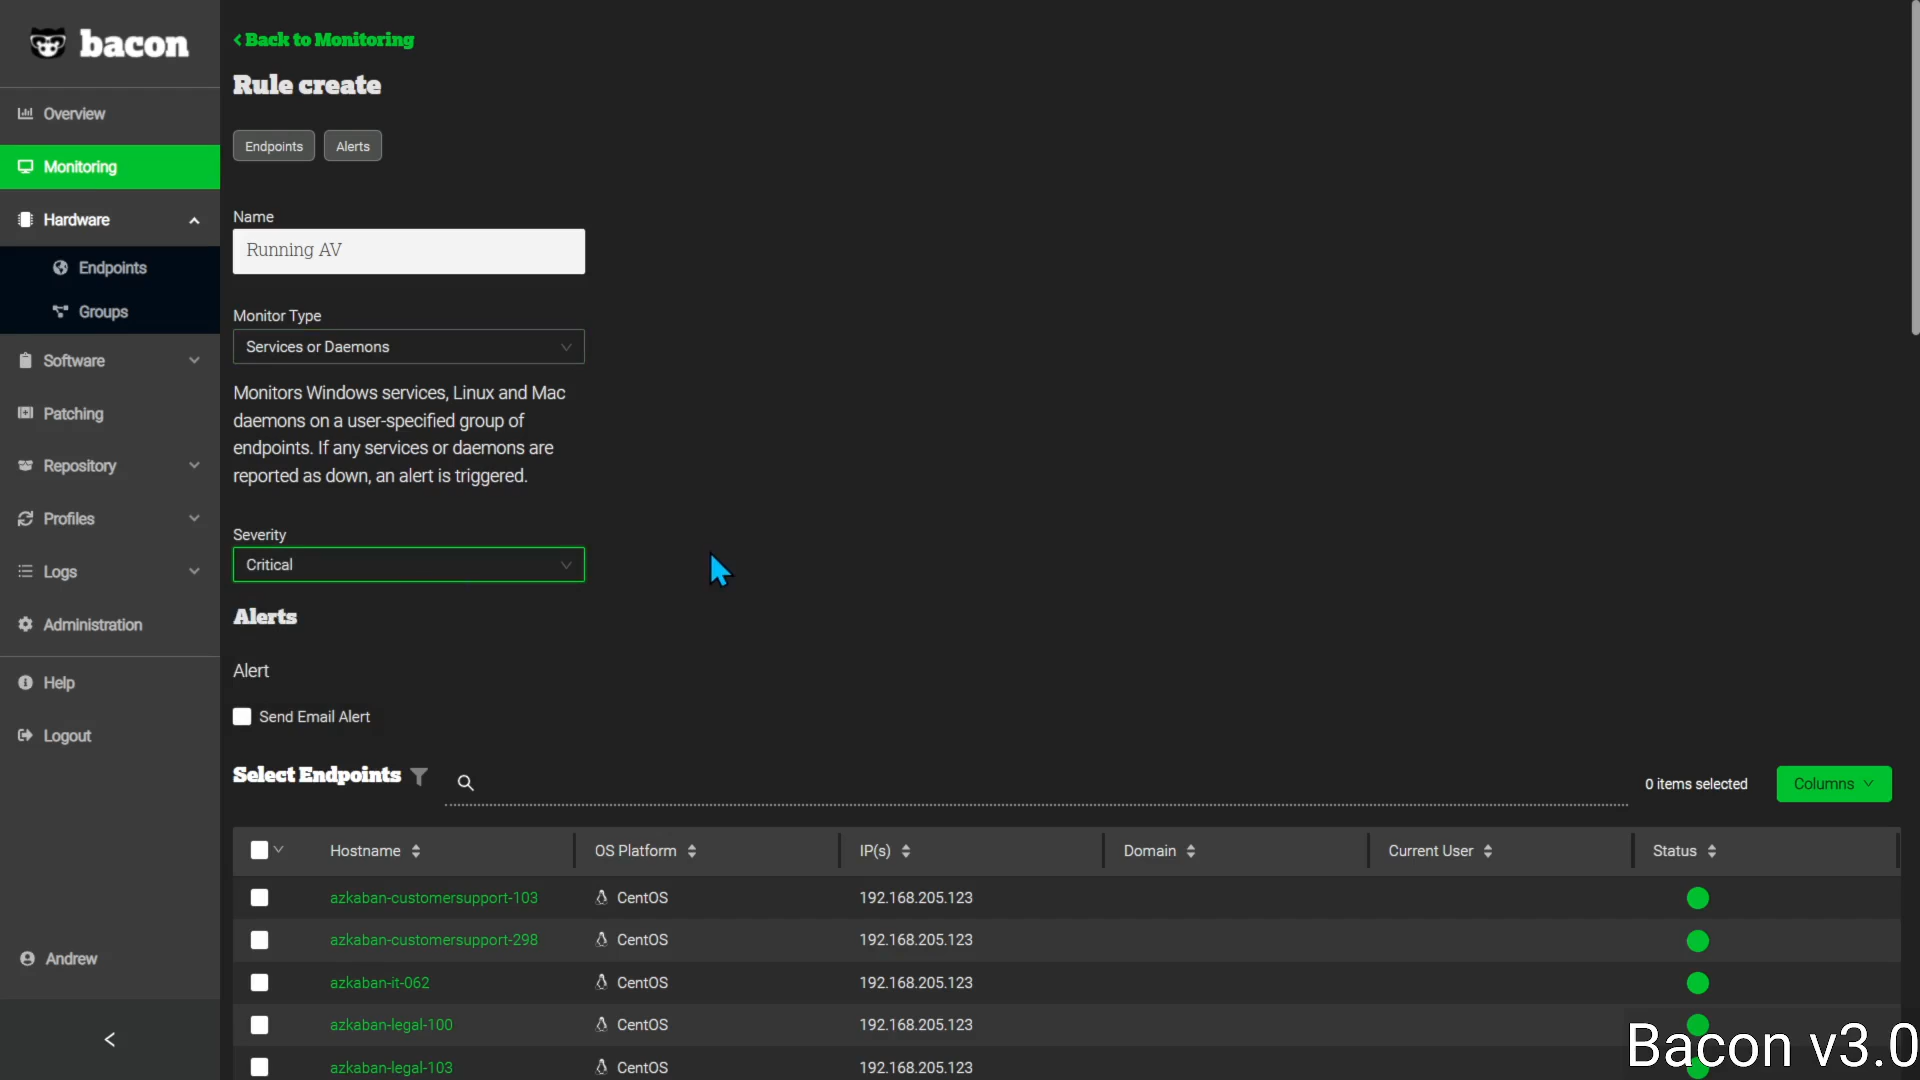 bacon
Overview
Monitoring
Hardware
Endpoints
Groups
Software
Patching
Repository
Profiles
Logs
Administration
Help
Logout
Andrew
Back to Monitoring
Rule create
Endpoints Alerts
Name
Running AV
Monitor Type
Services or Daemons
Monitors Windows services, Linux and Mac
daemons on a user-specified group of
endpoints. If any services or daemons are
reported as down, an alert is triggered.
Severity
Critical
Alerts
Alert
Send Email Alert
Select Endpoints 0 items selected Columns
Hostname OS Platform IP(s) Domain Current User Status
azkaban-customersupport-103 CentOS 192.168.205.123
azkaban-customersupport-298 CentOS 192.168.205.123
azkaban-it-062 CentOS 192.168.205.123
azkaban-legal-100 CentOS 192.168.205.123
azkaban-legal-103 CentOS 192.168.205.123
Bacon v3.0